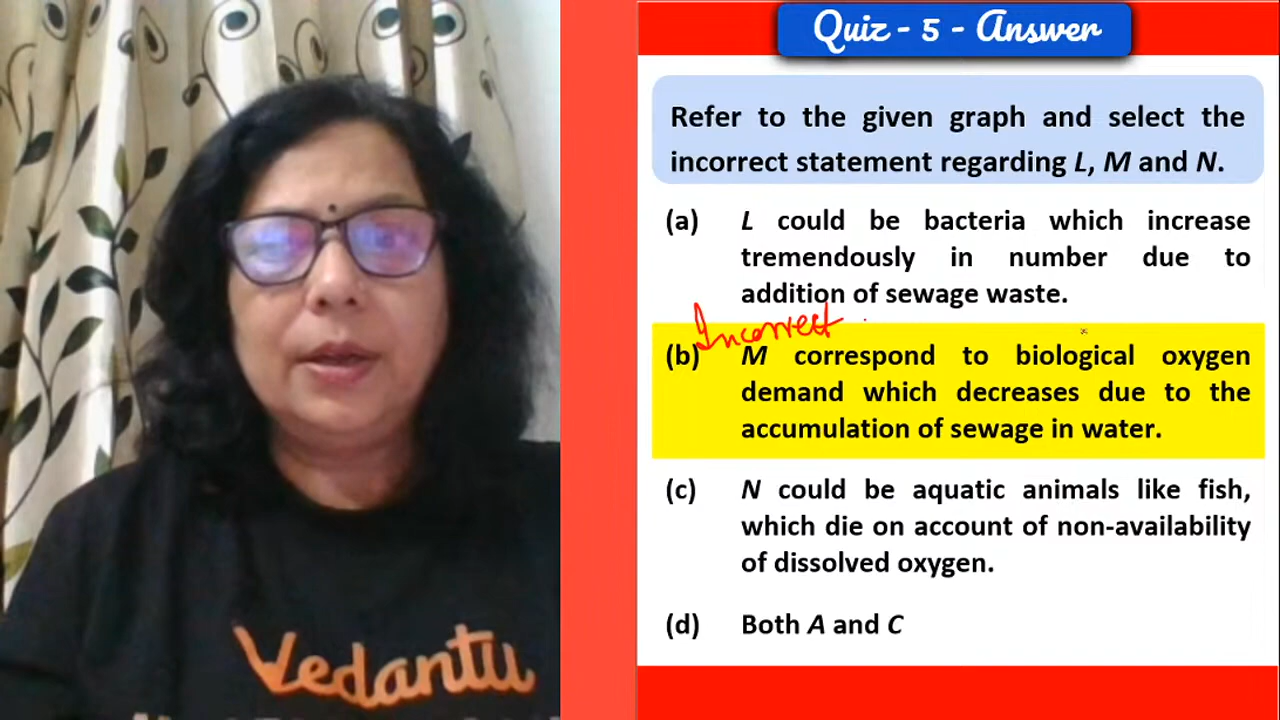 Quiz - 5 - Answer
Refer to the given graph and select the
incorrect statement regarding L, M and N.
(a) L could be bacteria which increase
tremendously in number due to
addition of sewage waste.
Incorrect
(b) M correspond to biological oxygen
demand which decreases due to the
accumulation of sewage in water.
(c) N could be aquatic animals like fish,
which die on account of non-availability
of dissolved oxygen.
(d) Both A and C
Vedantu